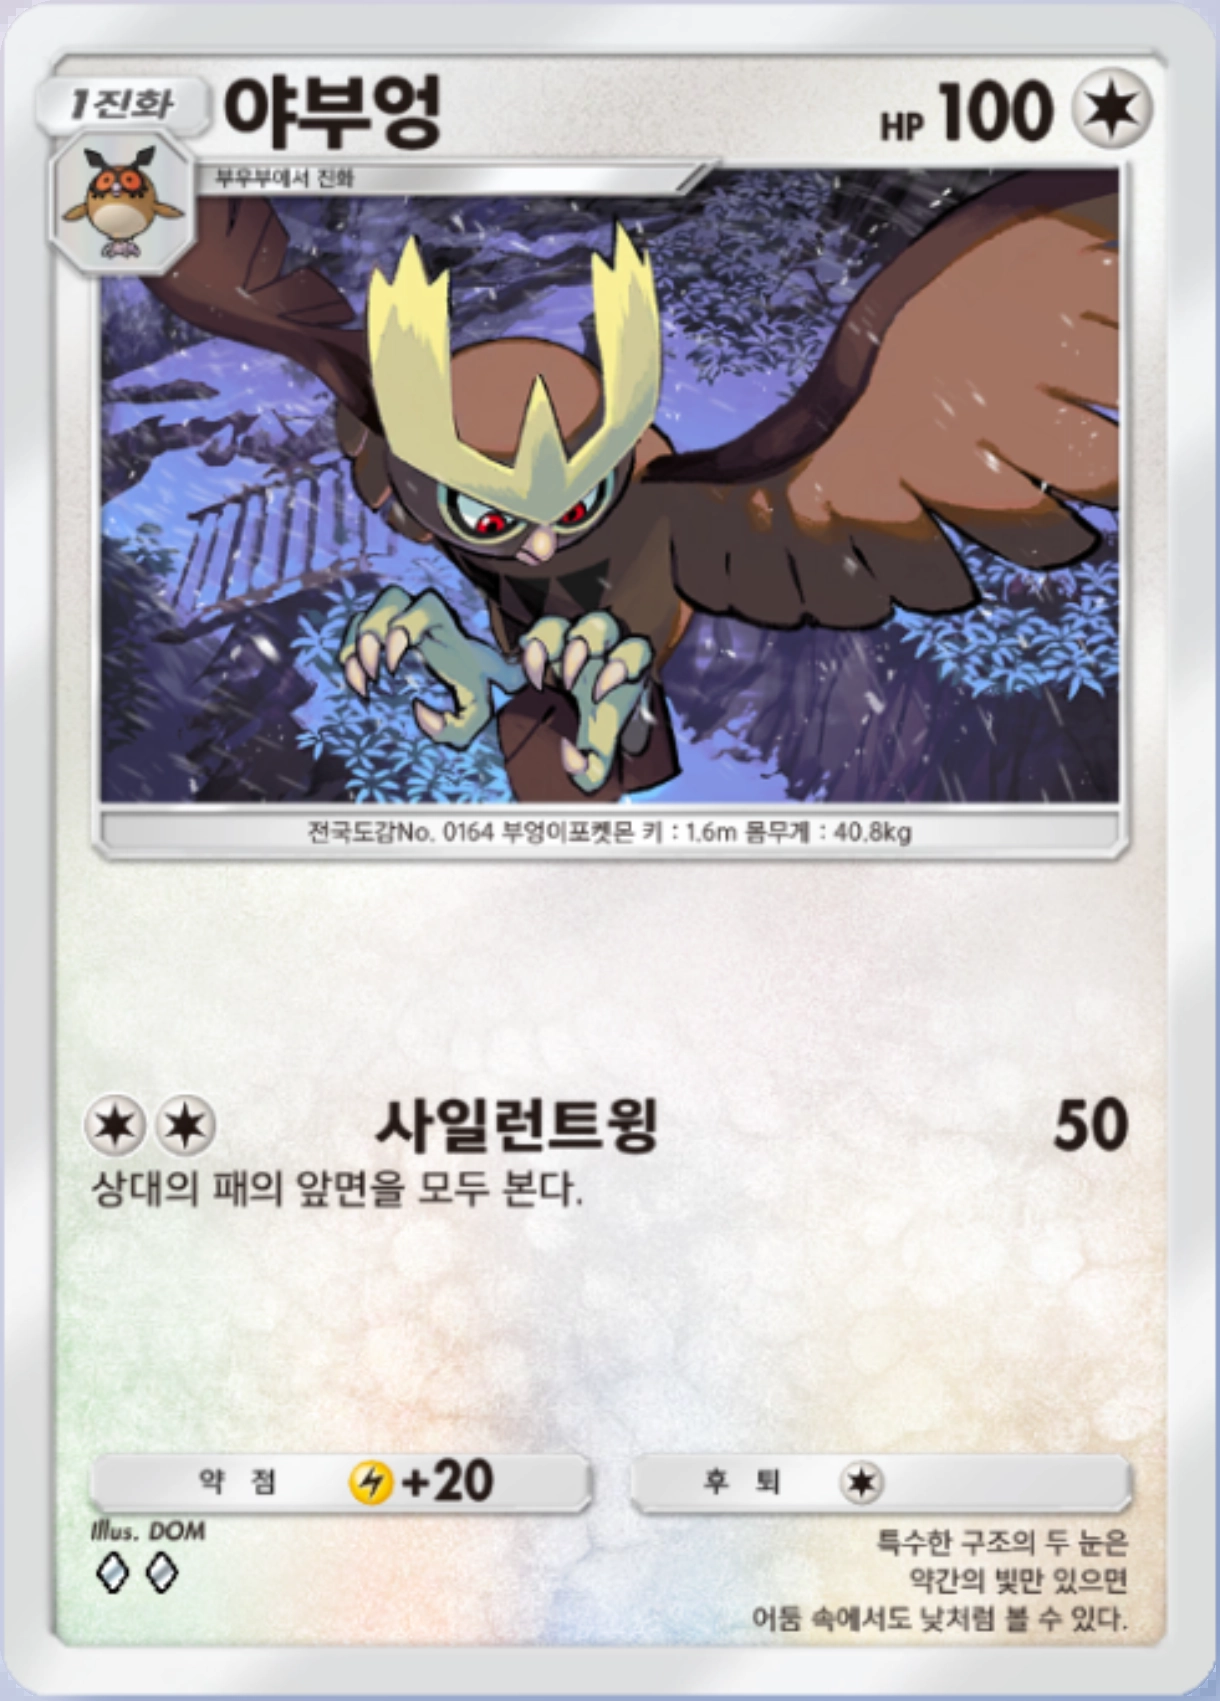 1진화
야부엉
HP 100
부우부에서 진화
전국도감No. 0164 부엉이포켓몬 키 : 1.6m 몸무게 : 40.8kg
사일런트윙 50
상대의 패의 앞면을 모두 본다.
약점 +20
후퇴
Illus. DOM
특수한 구조의 두 눈은
약간의 빛만 있으면
어둠 속에서도 낮처럼 볼 수 있다.